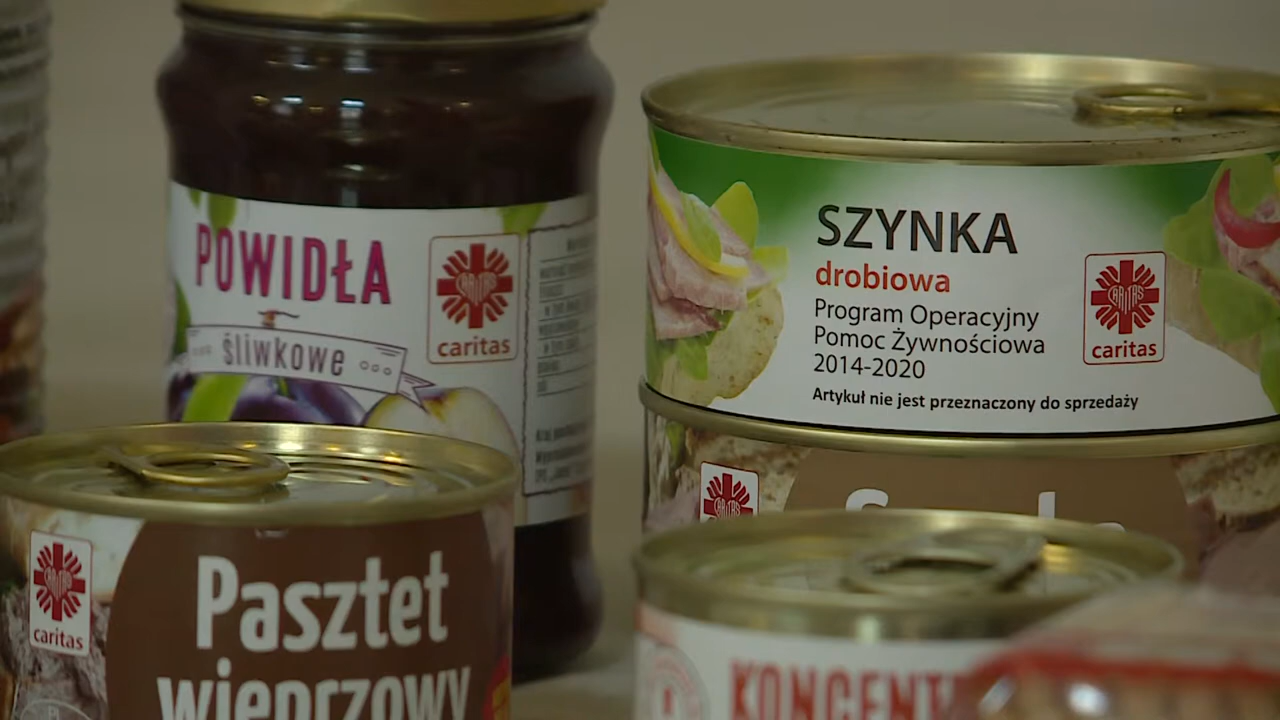 POWIDŁA
śliwkowe
caritas
SZYNKA
drobiowa
Program Operacyjny
Pomoc Żywnościowa
2014-2020
Artykuł nie jest przeznaczony do sprzedaży
caritas
Pasztet
wieprzowy
caritas